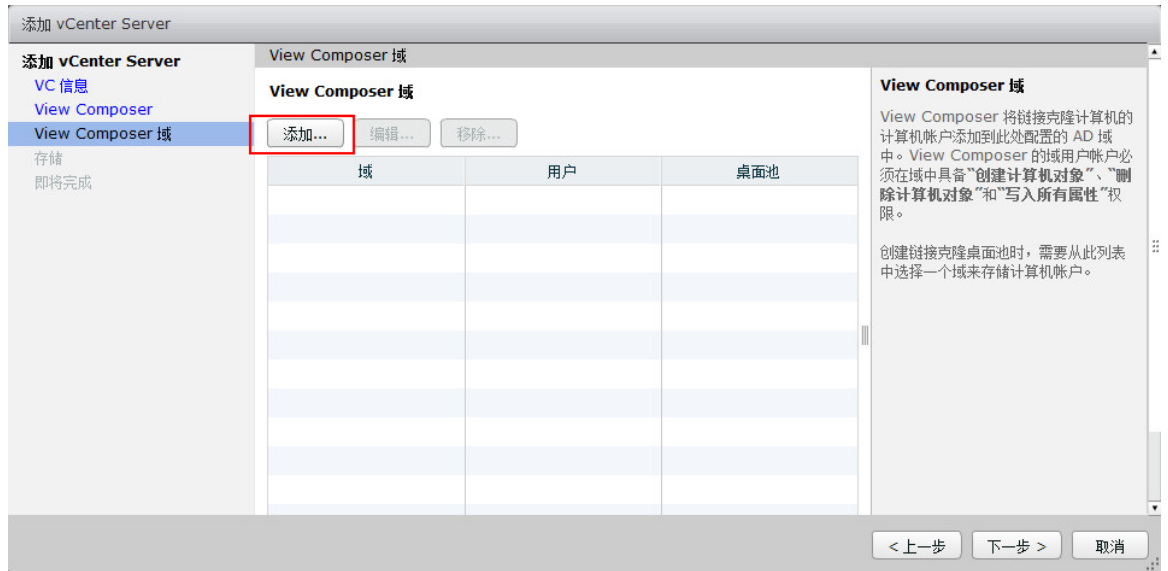 添加 vCenter Server
添加 vCenter Server
VC 信息
View Composer
View Composer 域
存储
即将完成
View Composer 域
View Composer 域
添加...
编辑...
移除...
域
用户
桌面池
View Composer 域
View Composer 将链接克隆计算机的
计算机帐户添加到此处配置的 AD 域
中。View Composer 的域用户帐户必
须在域中具备“创建计算机对象”、“删
除计算机对象”和“写入所有属性”权
限。
创建链接克隆桌面池时，需要从此列表
中选择一个域来存储计算机帐户。
<上一步
下一步 >
取消